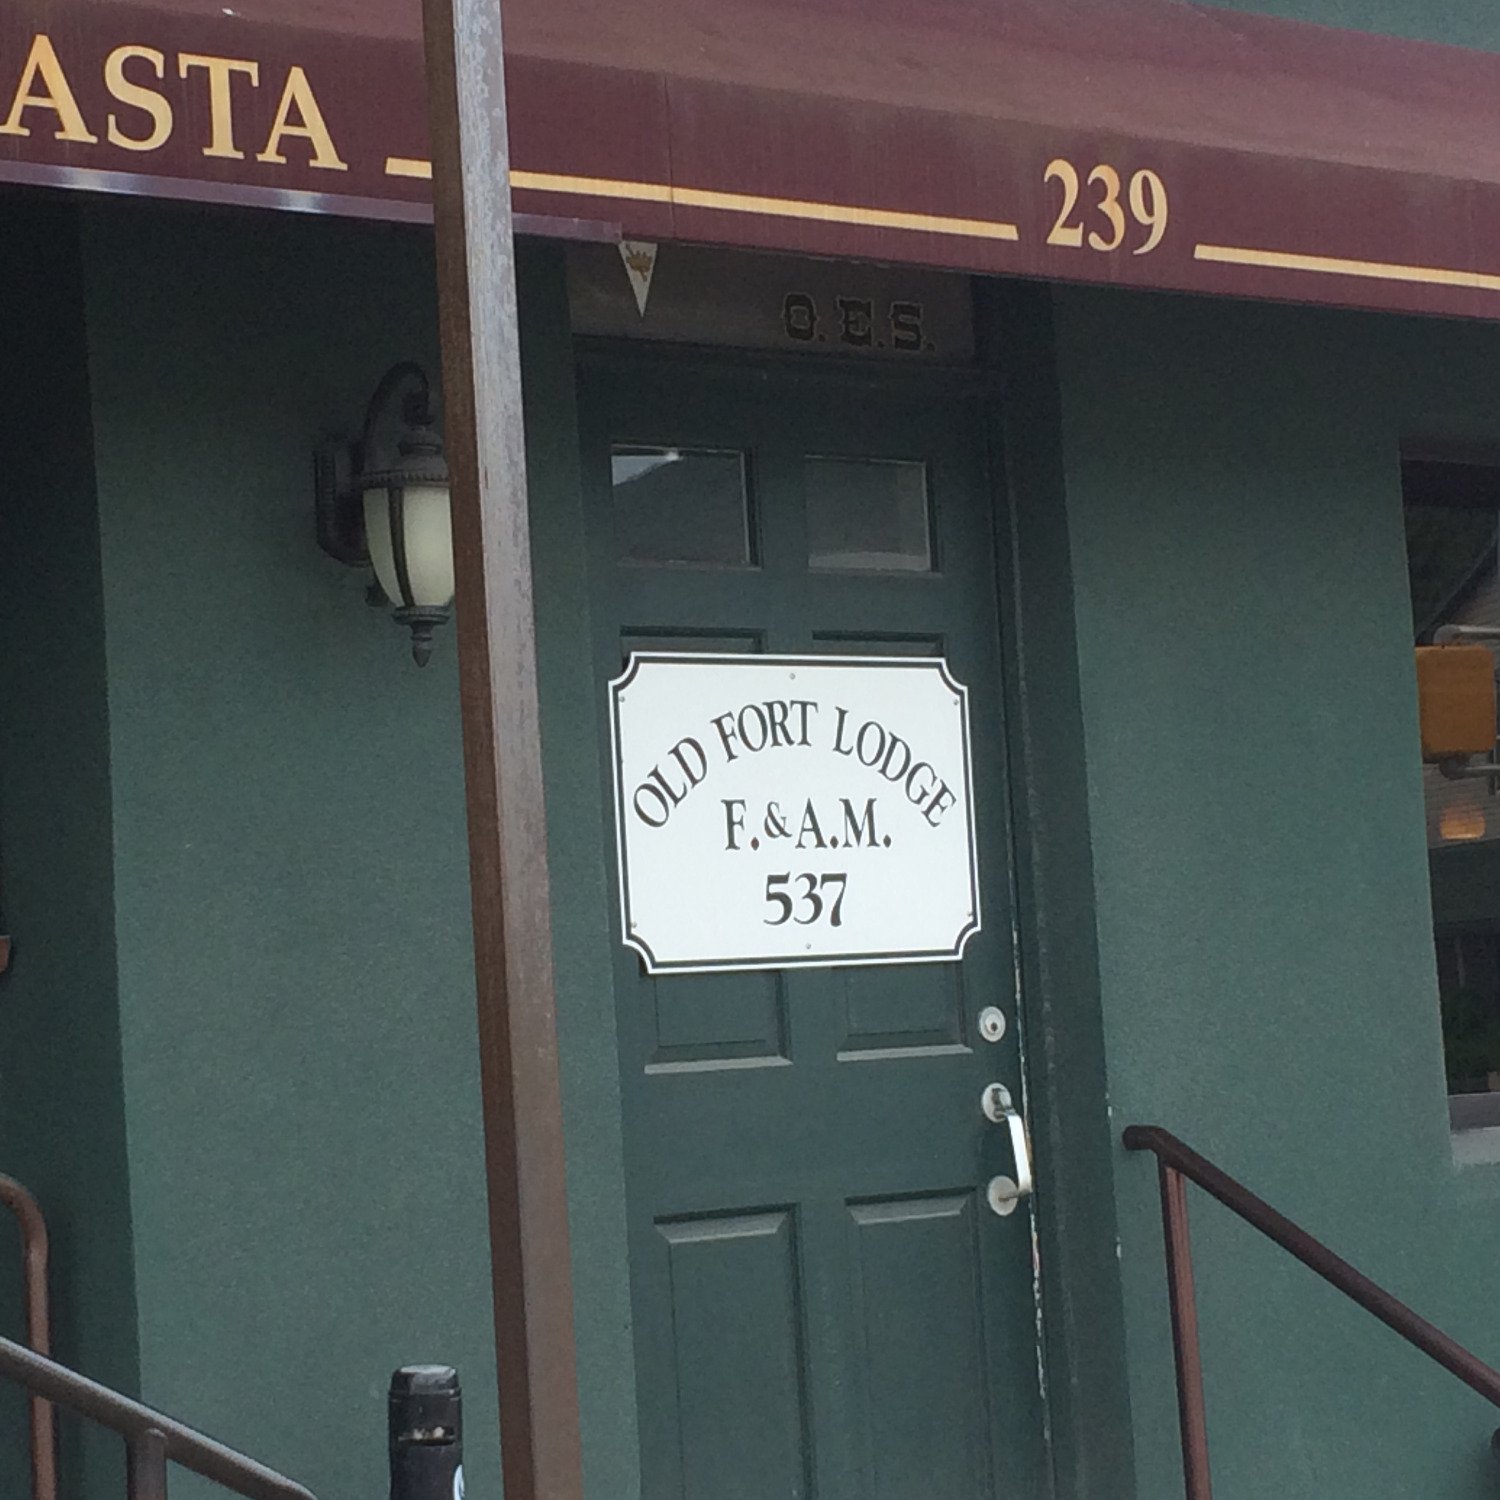 ASTA
239
O.E.S.
OLD FORT LODGE
F. & A.M.
537